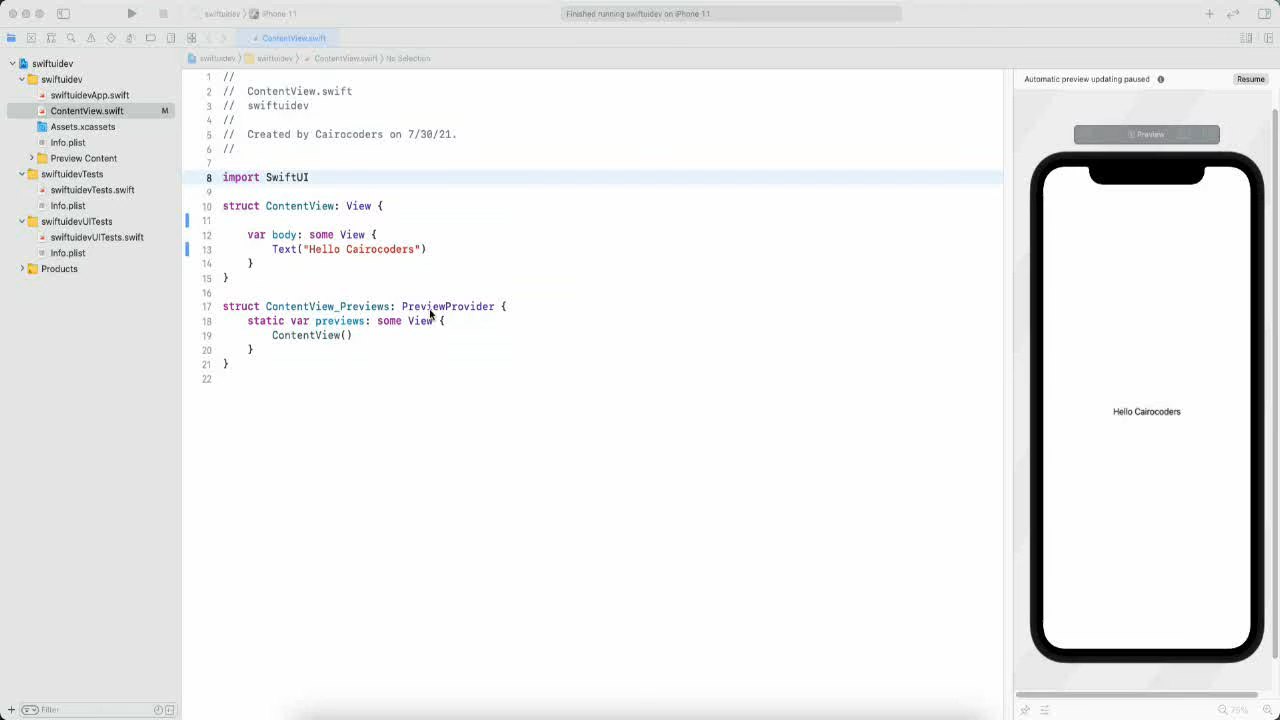 swiftuidev
iPhone 11
Finished running swiftuidev on iPhone 11
ContentView.swift
swiftuidev
swiftuidev
ContentView.swift
No Selection
swiftuidev
swiftuidev
swiftuidevApp.swift
ContentView.swift M
Assets.xcassets
Info.plist
Preview Content
swiftuidevTests
swiftuidevTests.swift
Info.plist
swiftuidevUITests
swiftuidevUITests.swift
Info.plist
Products
Filter
1 //
2 // ContentView.swift
3 // swiftuidev
4 //
5 // Created by Cairocoders on 7/30/21.
6 //
7
8 import SwiftUI
9
10 struct ContentView: View {
11
12 var body: some View {
13 Text("Hello Cairocoders")
14 }
15 }
16
17 struct ContentView_Previews: PreviewProvider {
18 static var previews: some View {
19 ContentView()
20 }
21 }
22
Automatic preview updating paused
Resume
Preview
Hello Cairocoders
75%